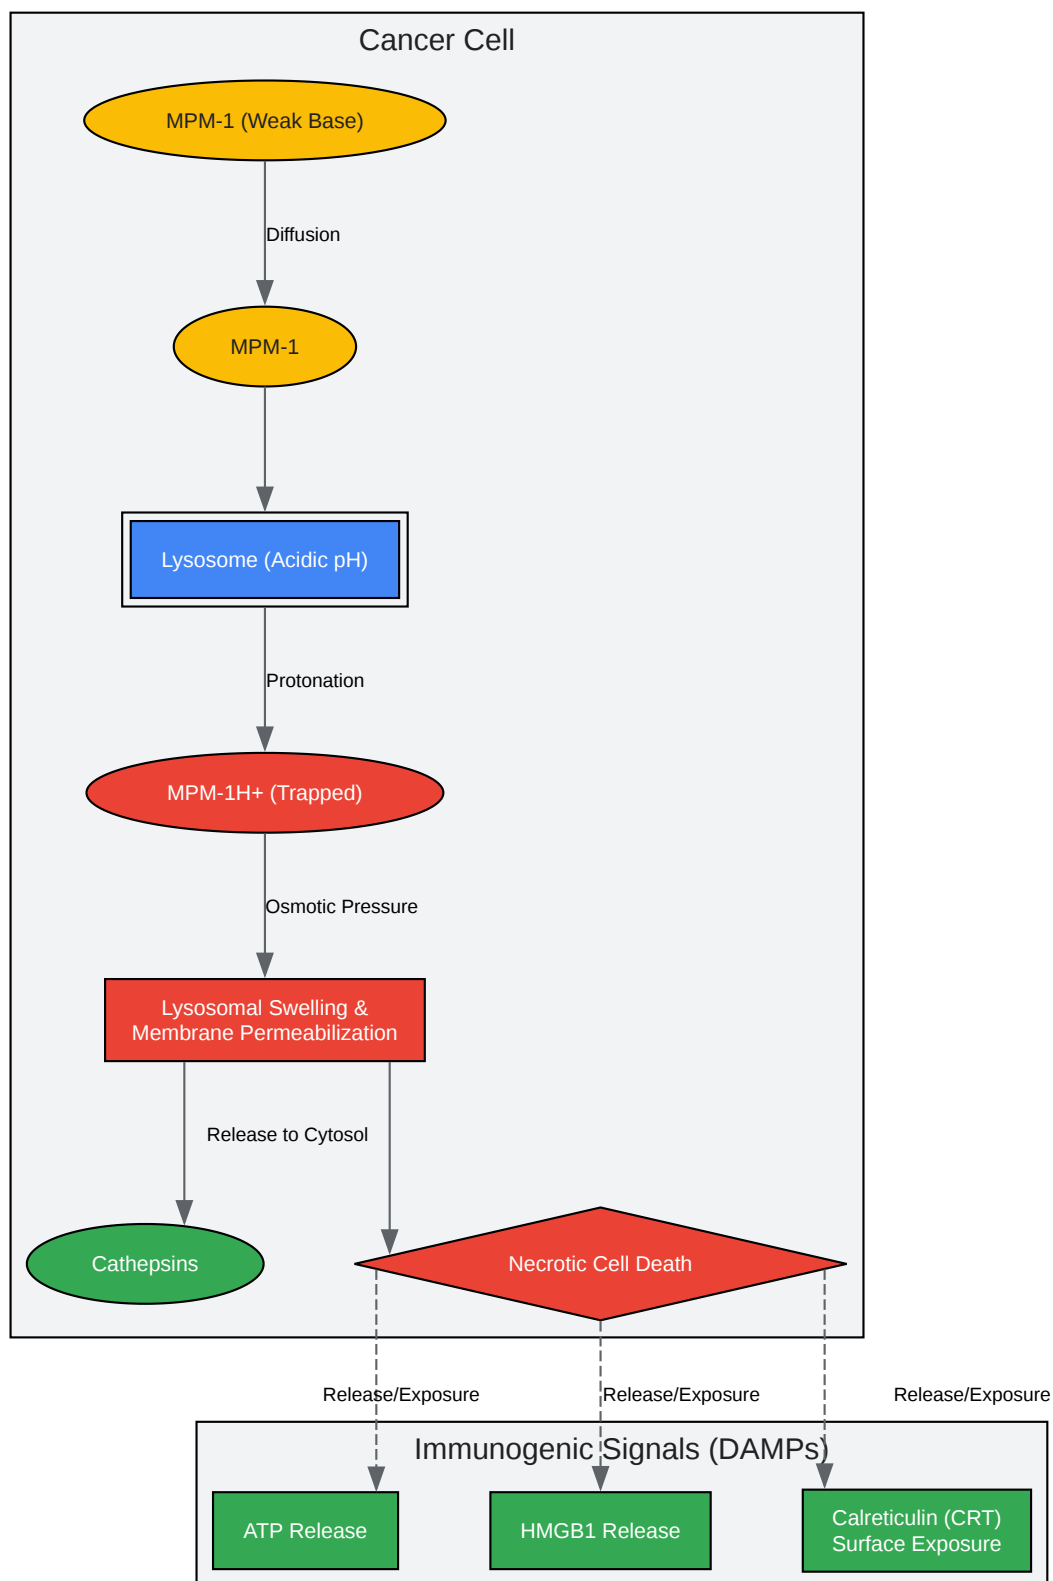 Cancer Cell
MPM-1 (Weak Base)
Diffusion
MPM-1
Lysosome (Acidic pH)
Protonation
MPM-1H+ (Trapped)
Osmotic Pressure
Lysosomal Swelling &
Membrane Permeabilization
Release to Cytosol
Cathepsins
Necrotic Cell Death
Release/Exposure
Release/Exposure
Release/Exposure
Immunogenic Signals (DAMPs)
ATP Release
HMGB1 Release
Calreticulin (CRT)
Surface Exposure